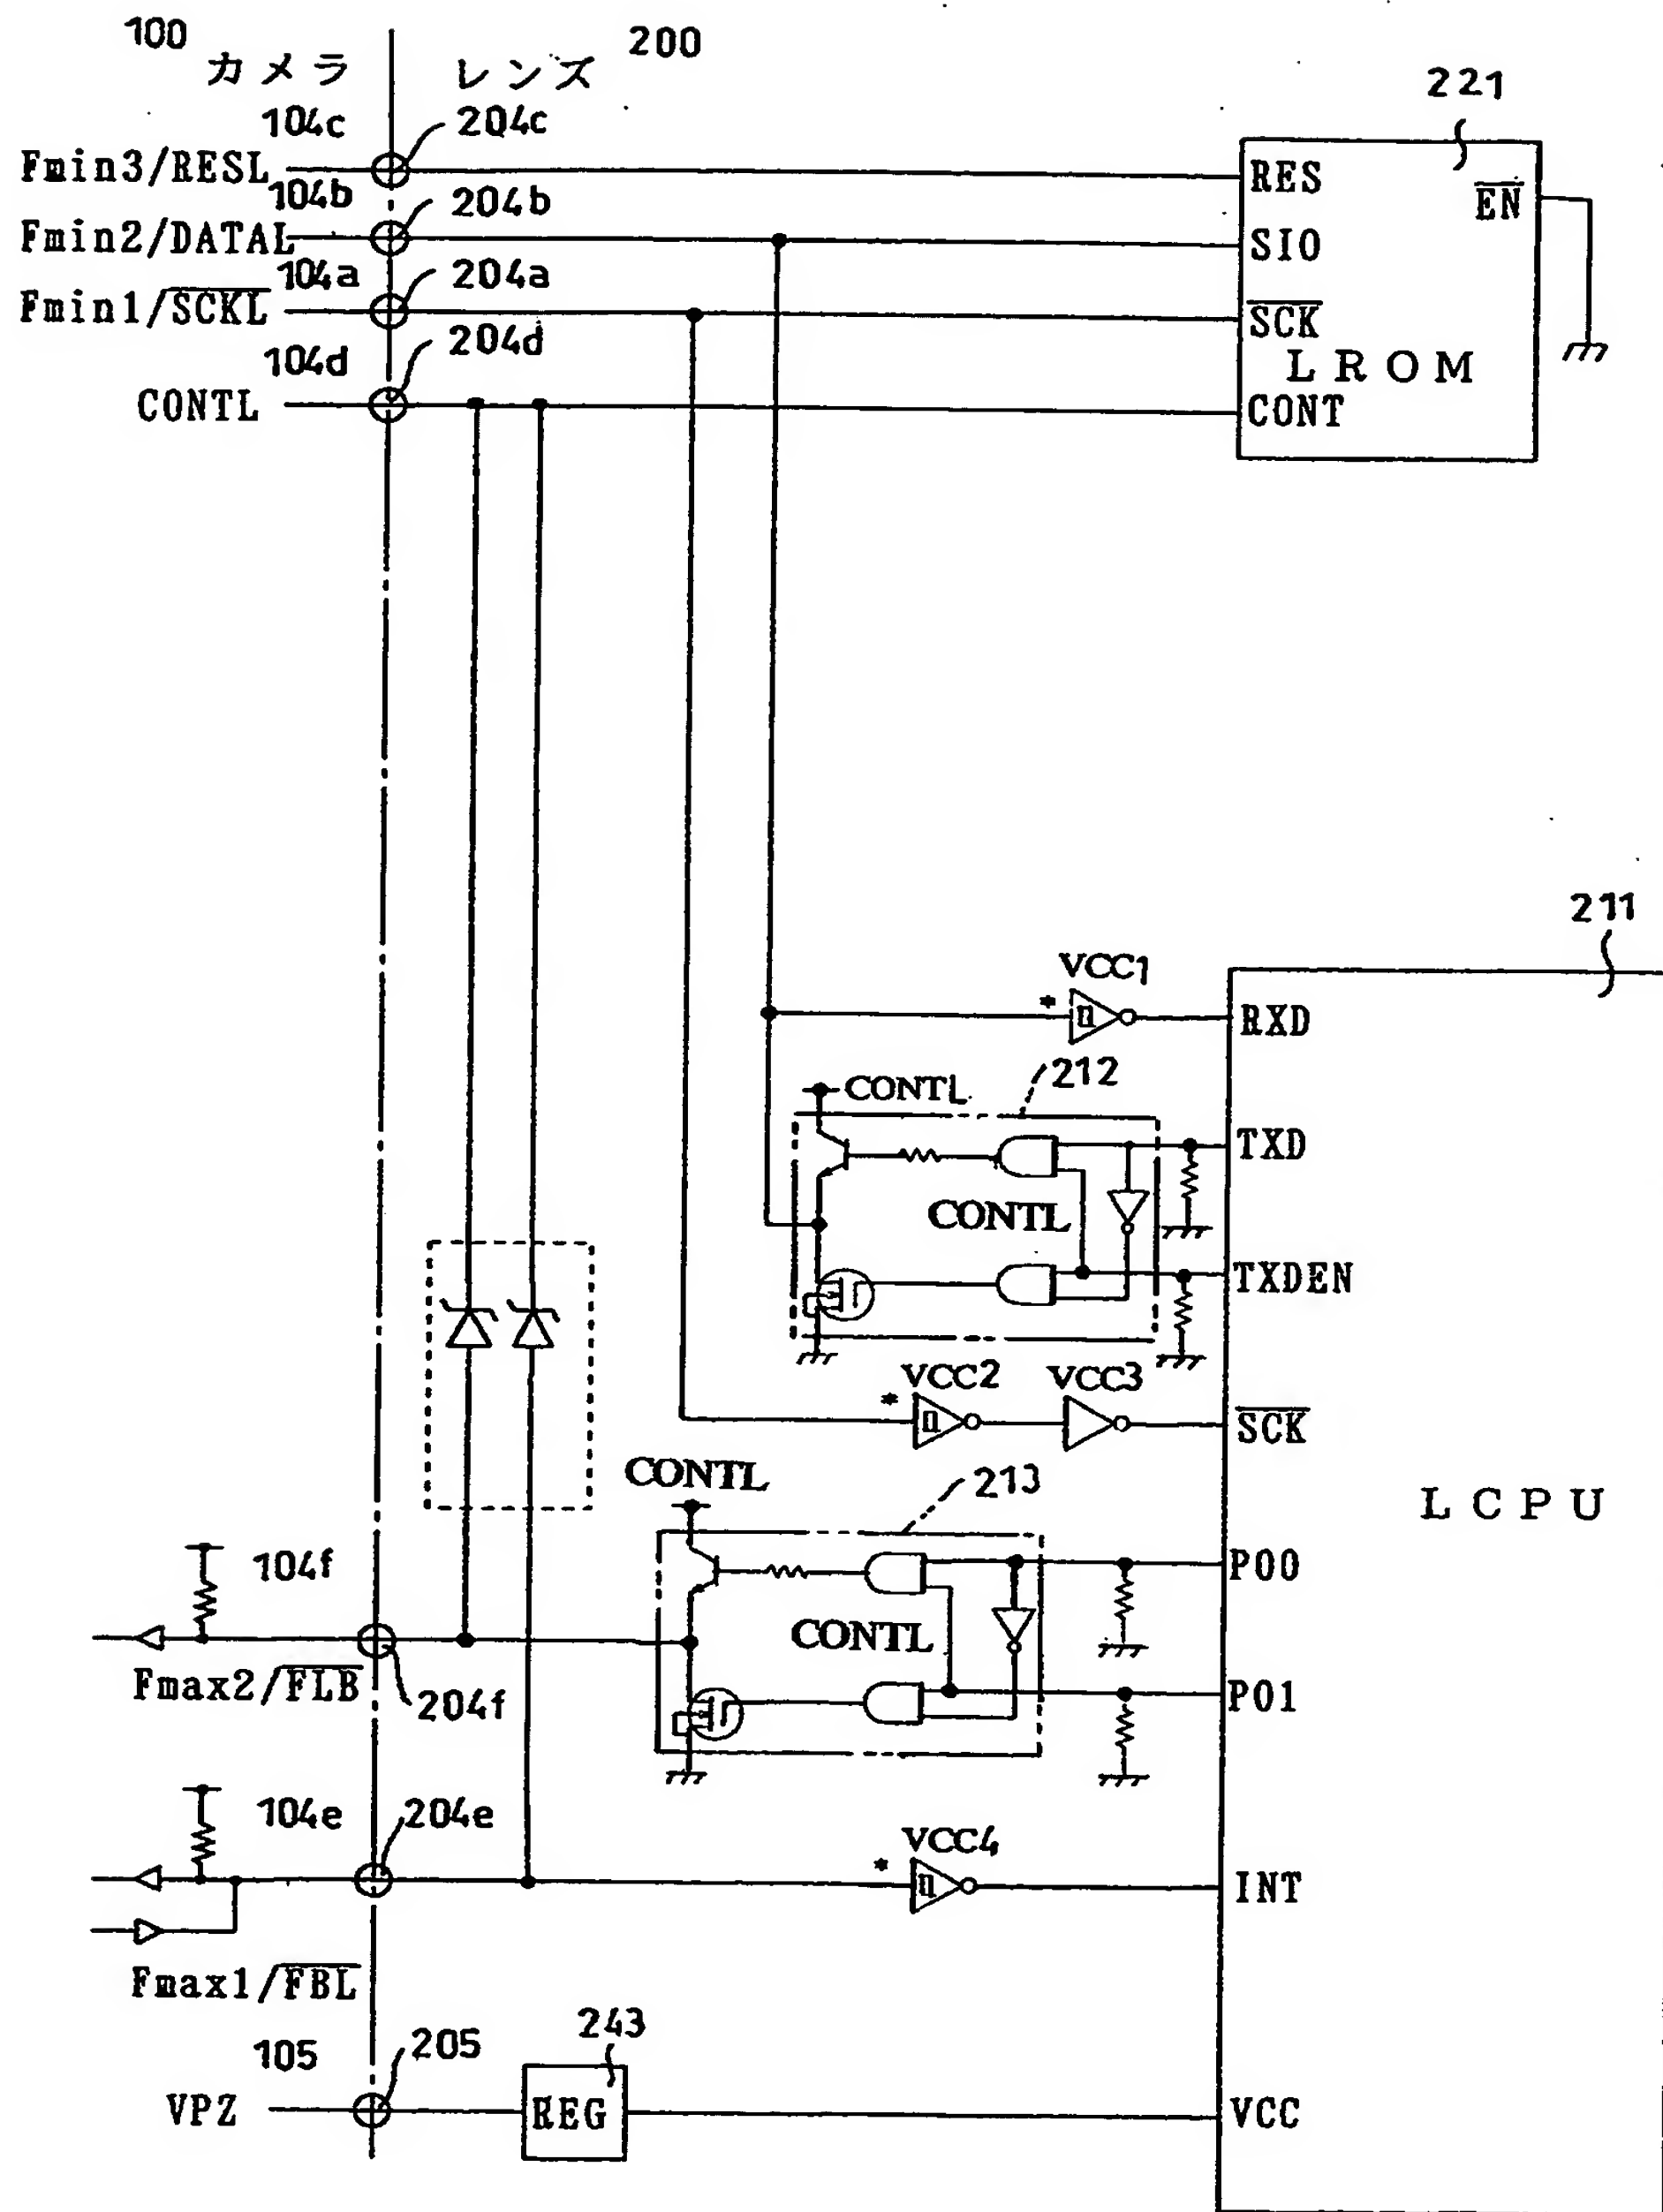 100
カメラ レンズ 200
104c 204c
Fmin3/RESL
104b 204b
Fmin2/DATAL
104a 204a
Fmin1/SCKL
104d 204d
CONTL
221
RES
EN
SIO
SCK
LROM
CONT
211
VCC1
RXD
212
CONTL
TXD
CONTL
TXDEN
VCC2 VCC3
*
*
SCK
CONTL
213
LCPU
104f
P00
CONTL
Fmax2/FLB
204f
P01
104e 204e
VCC4
*
INT
Fmax1/FBL
243
105 205
VPZ
REG
VCC